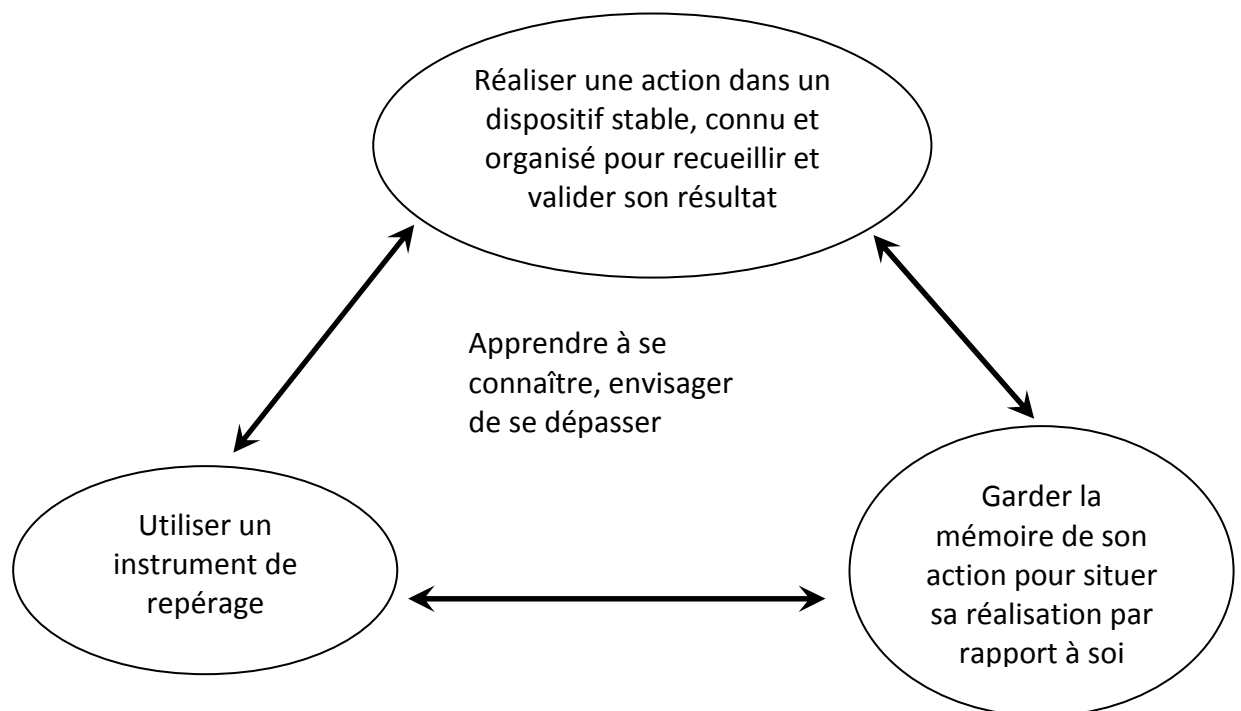 Réaliser une action dans un
dispositif stable, connu et
organisé pour recueillir et
valider son résultat
Apprendre à se
connaître, envisager
de se dépasser
Utiliser un
instrument de
repérage
Garder la
mémoire de son
action pour situer
sa réalisation par
rapport à soi